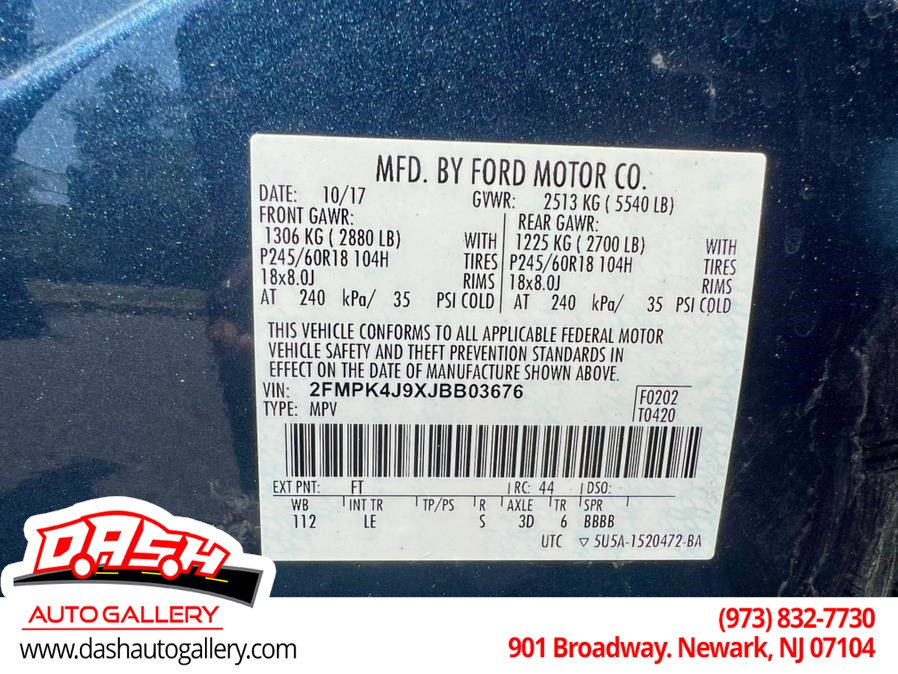 MFD. BY FORD MOTOR CO.
DATE: 10/17 GVWR: 2513 KG ( 5540 LB)
FRONT GAWR: REAR GAWR:
1306 KG ( 2880 LB) WITH 1225 KG ( 2700 LB) WITH
P245/60R18 104H TIRES P245/60R18 104H TIRES
18x8.0J RIMS 18x8.0J RIMS
AT 240 kPa/ 35 PSI COLD AT 240 kPa/ 35 PSI COLD
THIS VEHICLE CONFORMS TO ALL APPLICABLE FEDERAL MOTOR
VEHICLE SAFETY AND THEFT PREVENTION STANDARDS IN
EFFECT ON THE DATE OF MANUFACTURE SHOWN ABOVE.
VIN: 2FMPK4J9XJBB03676 F0202
TYPE: MPV T0420
EXT PNT: FT RC: 44 DSO:
WB INT TR TP/PS R AXLE TR SPR
112 LE S 3D 6 BBBB
UTC ▽ 5U5A-1520472-BA
DASH
AUTO GALLERY
www.dashautogallery.com
(973) 832-7730
901 Broadway. Newark, NJ 07104